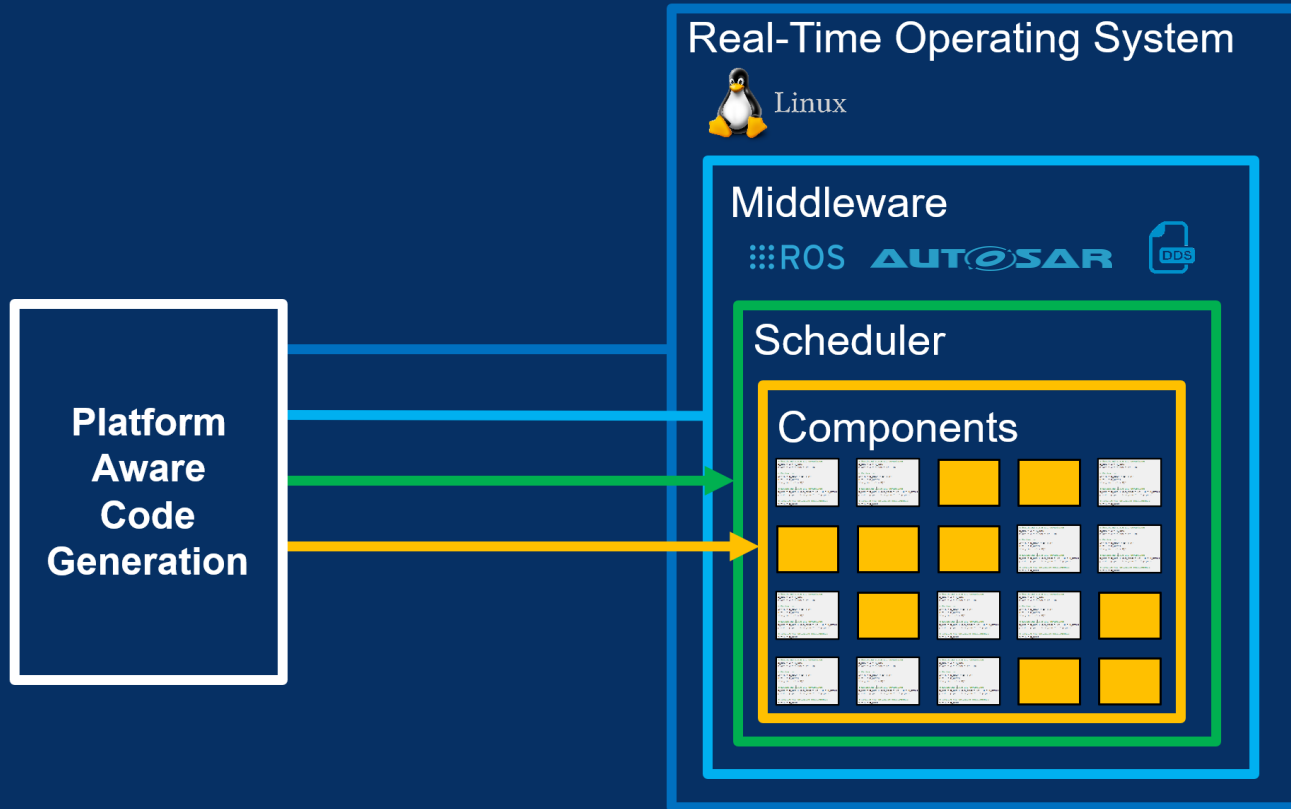 Real-Time Operating System
Linux
Middleware
ROS AUTOSAR DDS
Scheduler
Components
Platform
Aware
Code
Generation